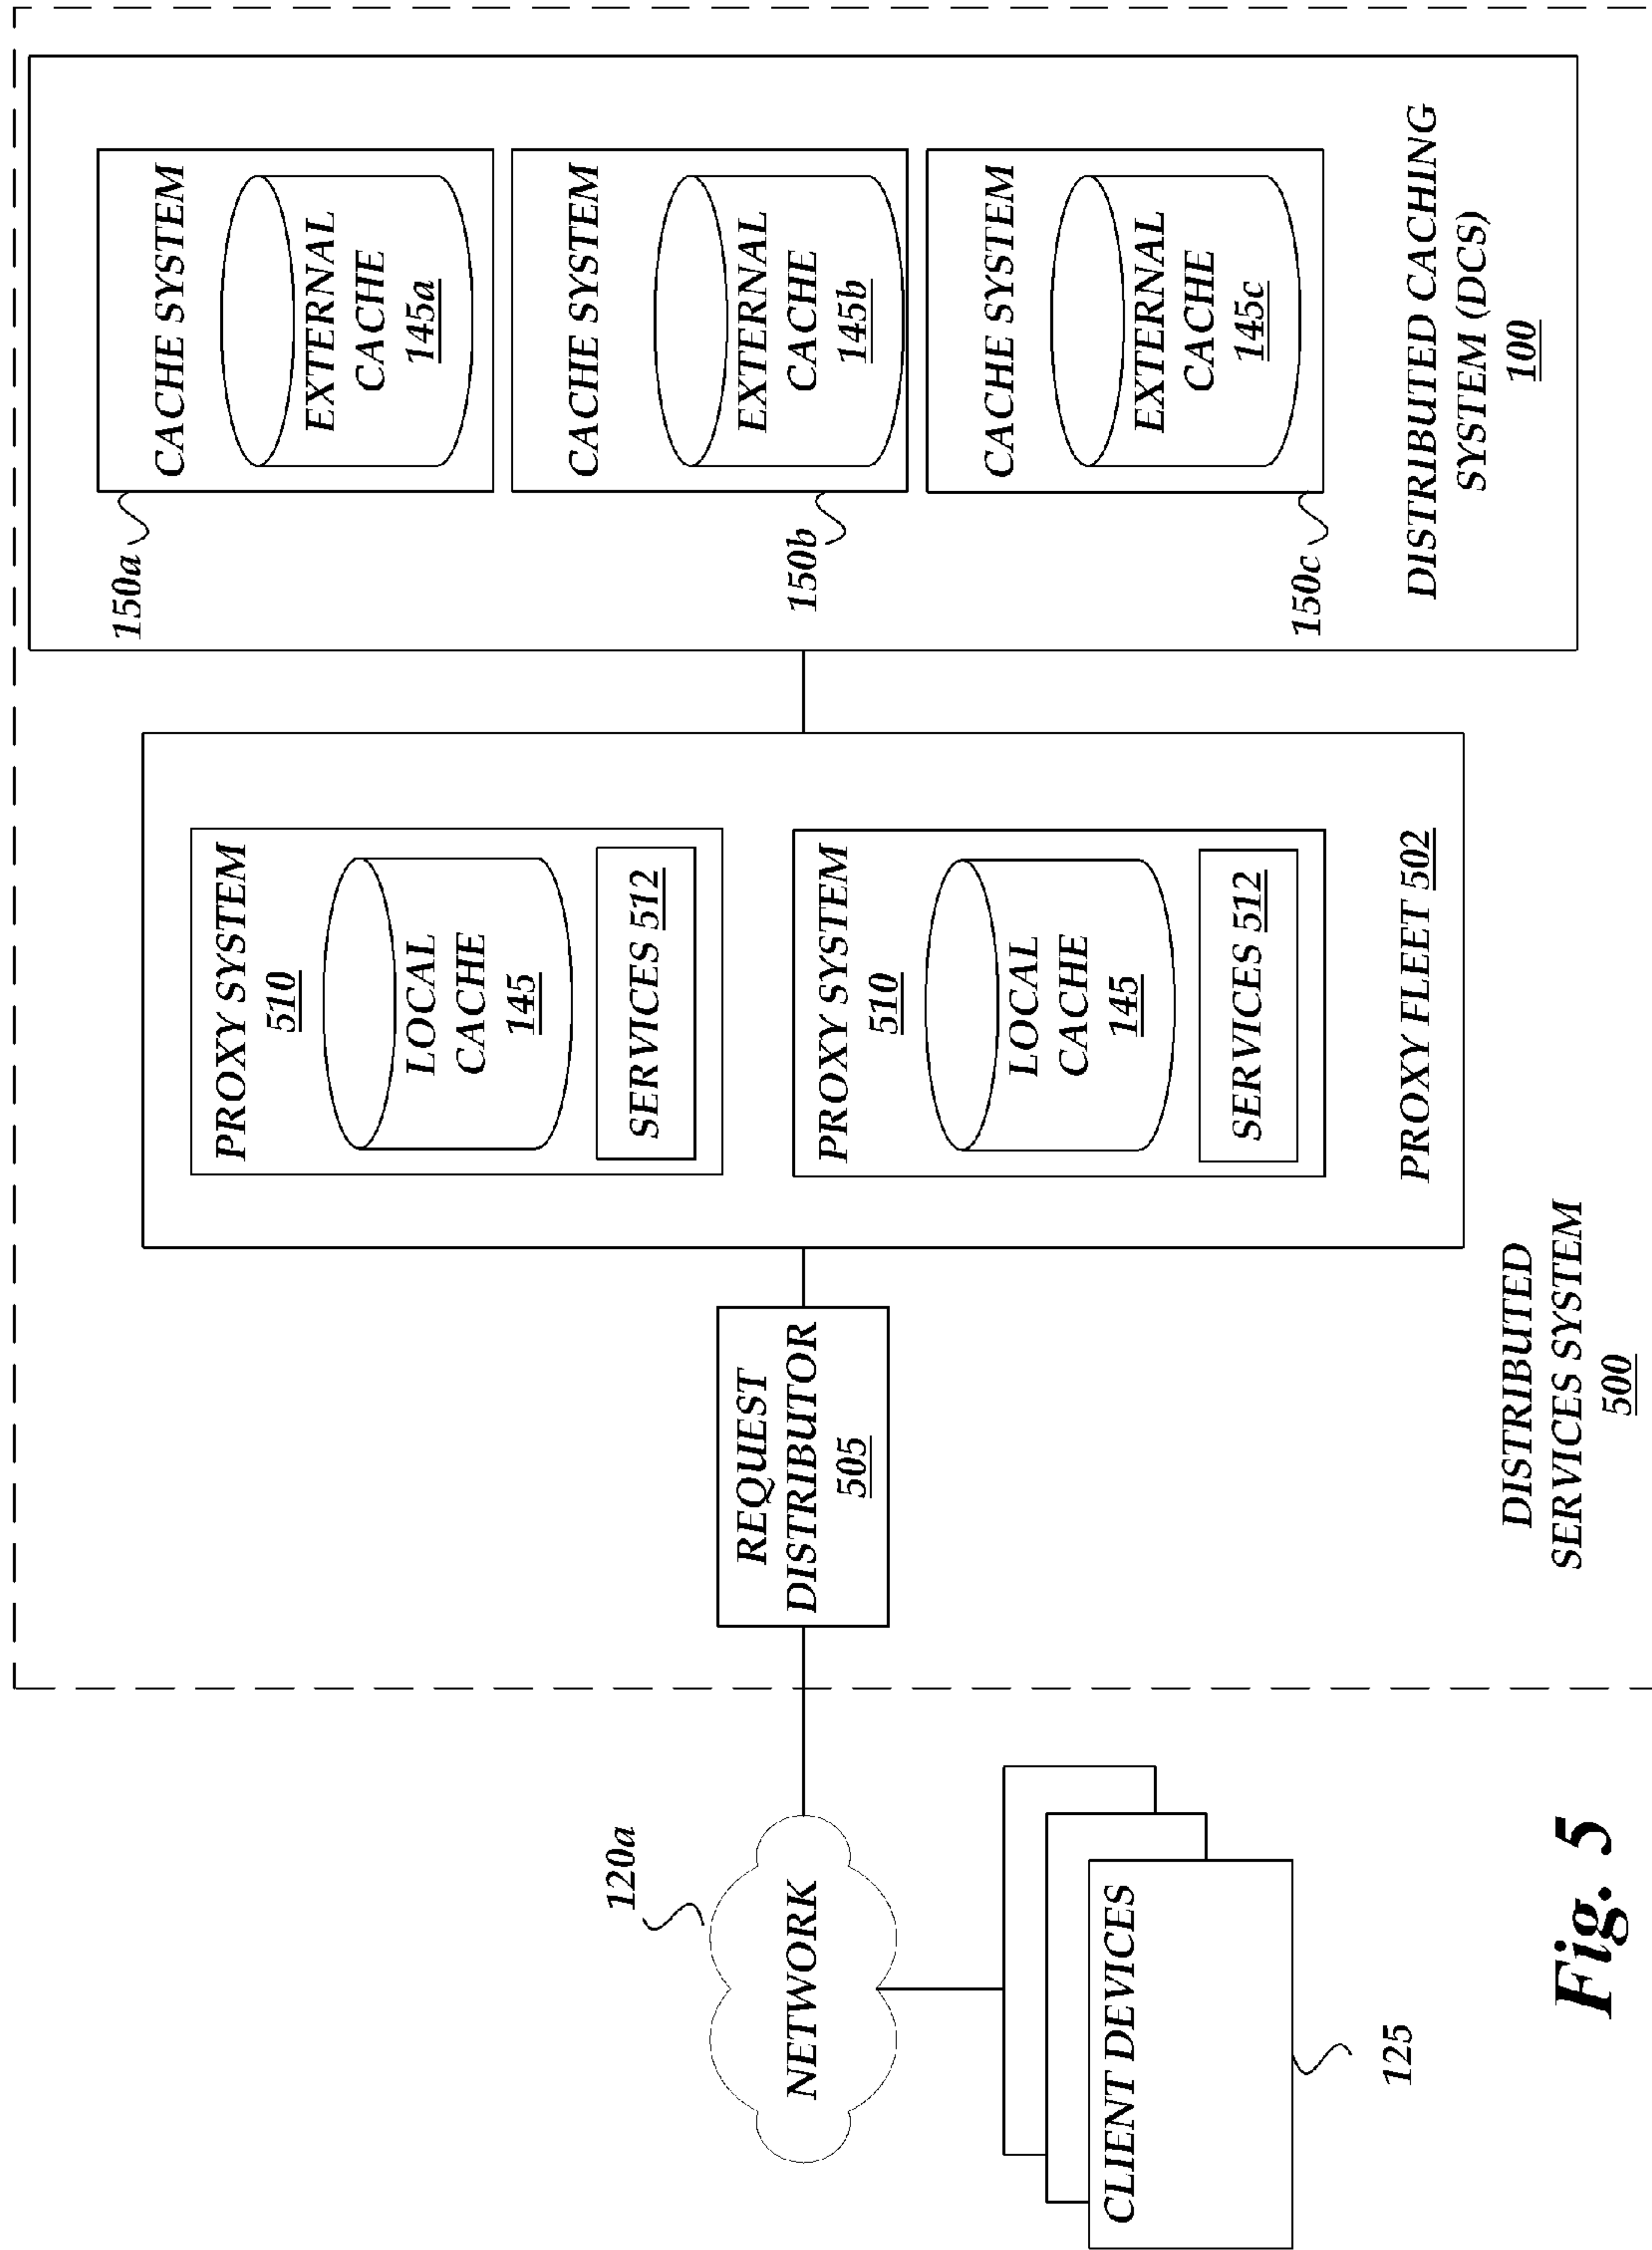 NETWORK
120a
CLIENT DEVICES
125
REQUEST
DISTRIBUTOR
505
PROXY SYSTEM
510
LOCAL
CACHE
145
SERVICES 512
PROXY SYSTEM
510
LOCAL
CACHE
145
SERVICES 512
PROXY FLEET 502
150a
CACHE SYSTEM
EXTERNAL
CACHE
145a
150b
CACHE SYSTEM
EXTERNAL
CACHE
145b
150c
CACHE SYSTEM
EXTERNAL
CACHE
145c
DISTRIBUTED CACHING
SYSTEM (DCS)
100
DISTRIBUTED
SERVICES SYSTEM
500
Fig. 5